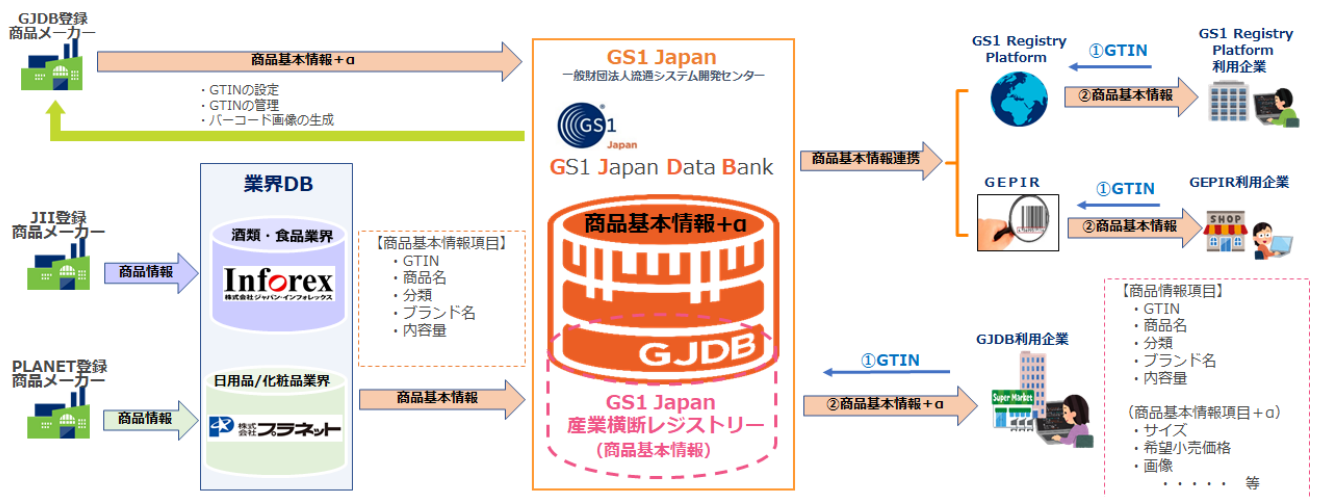 GJDB登録
商品メーカー
商品基本情報+α
・GTINの設定
・GTINの管理
・バーコード画像の生成
JII登録
商品メーカー
商品情報
PLANET登録
商品メーカー
商品情報
業界DB
酒類・食品業界
Inforex
株式会社ジャパン・インフォレックス
日用品/化粧品業界
株式会社プラネット
【商品基本情報項目】
・GTIN
・商品名
・分類
・ブランド名
・内容量
商品基本情報
GS1 Japan
一般財団法人流通システム開発センター
GS1
Japan
GS1 Japan Data Bank
商品基本情報+α
GJDB
GS1 Japan
産業横断レジストリー
(商品基本情報)
商品基本情報連携
GS1 Registry
Platform
①GTIN
②商品基本情報
GS1 Registry
Platform
利用企業
GEPIR
①GTIN
②商品基本情報
GEPIR利用企業
SHOP
①GTIN
②商品基本情報+α
GJDB利用企業
Super Market
【商品情報項目】
・GTIN
・商品名
・分類
・ブランド名
・内容量
（商品基本情報項目+α）
・サイズ
・希望小売価格
・画像
・・・・・ 等